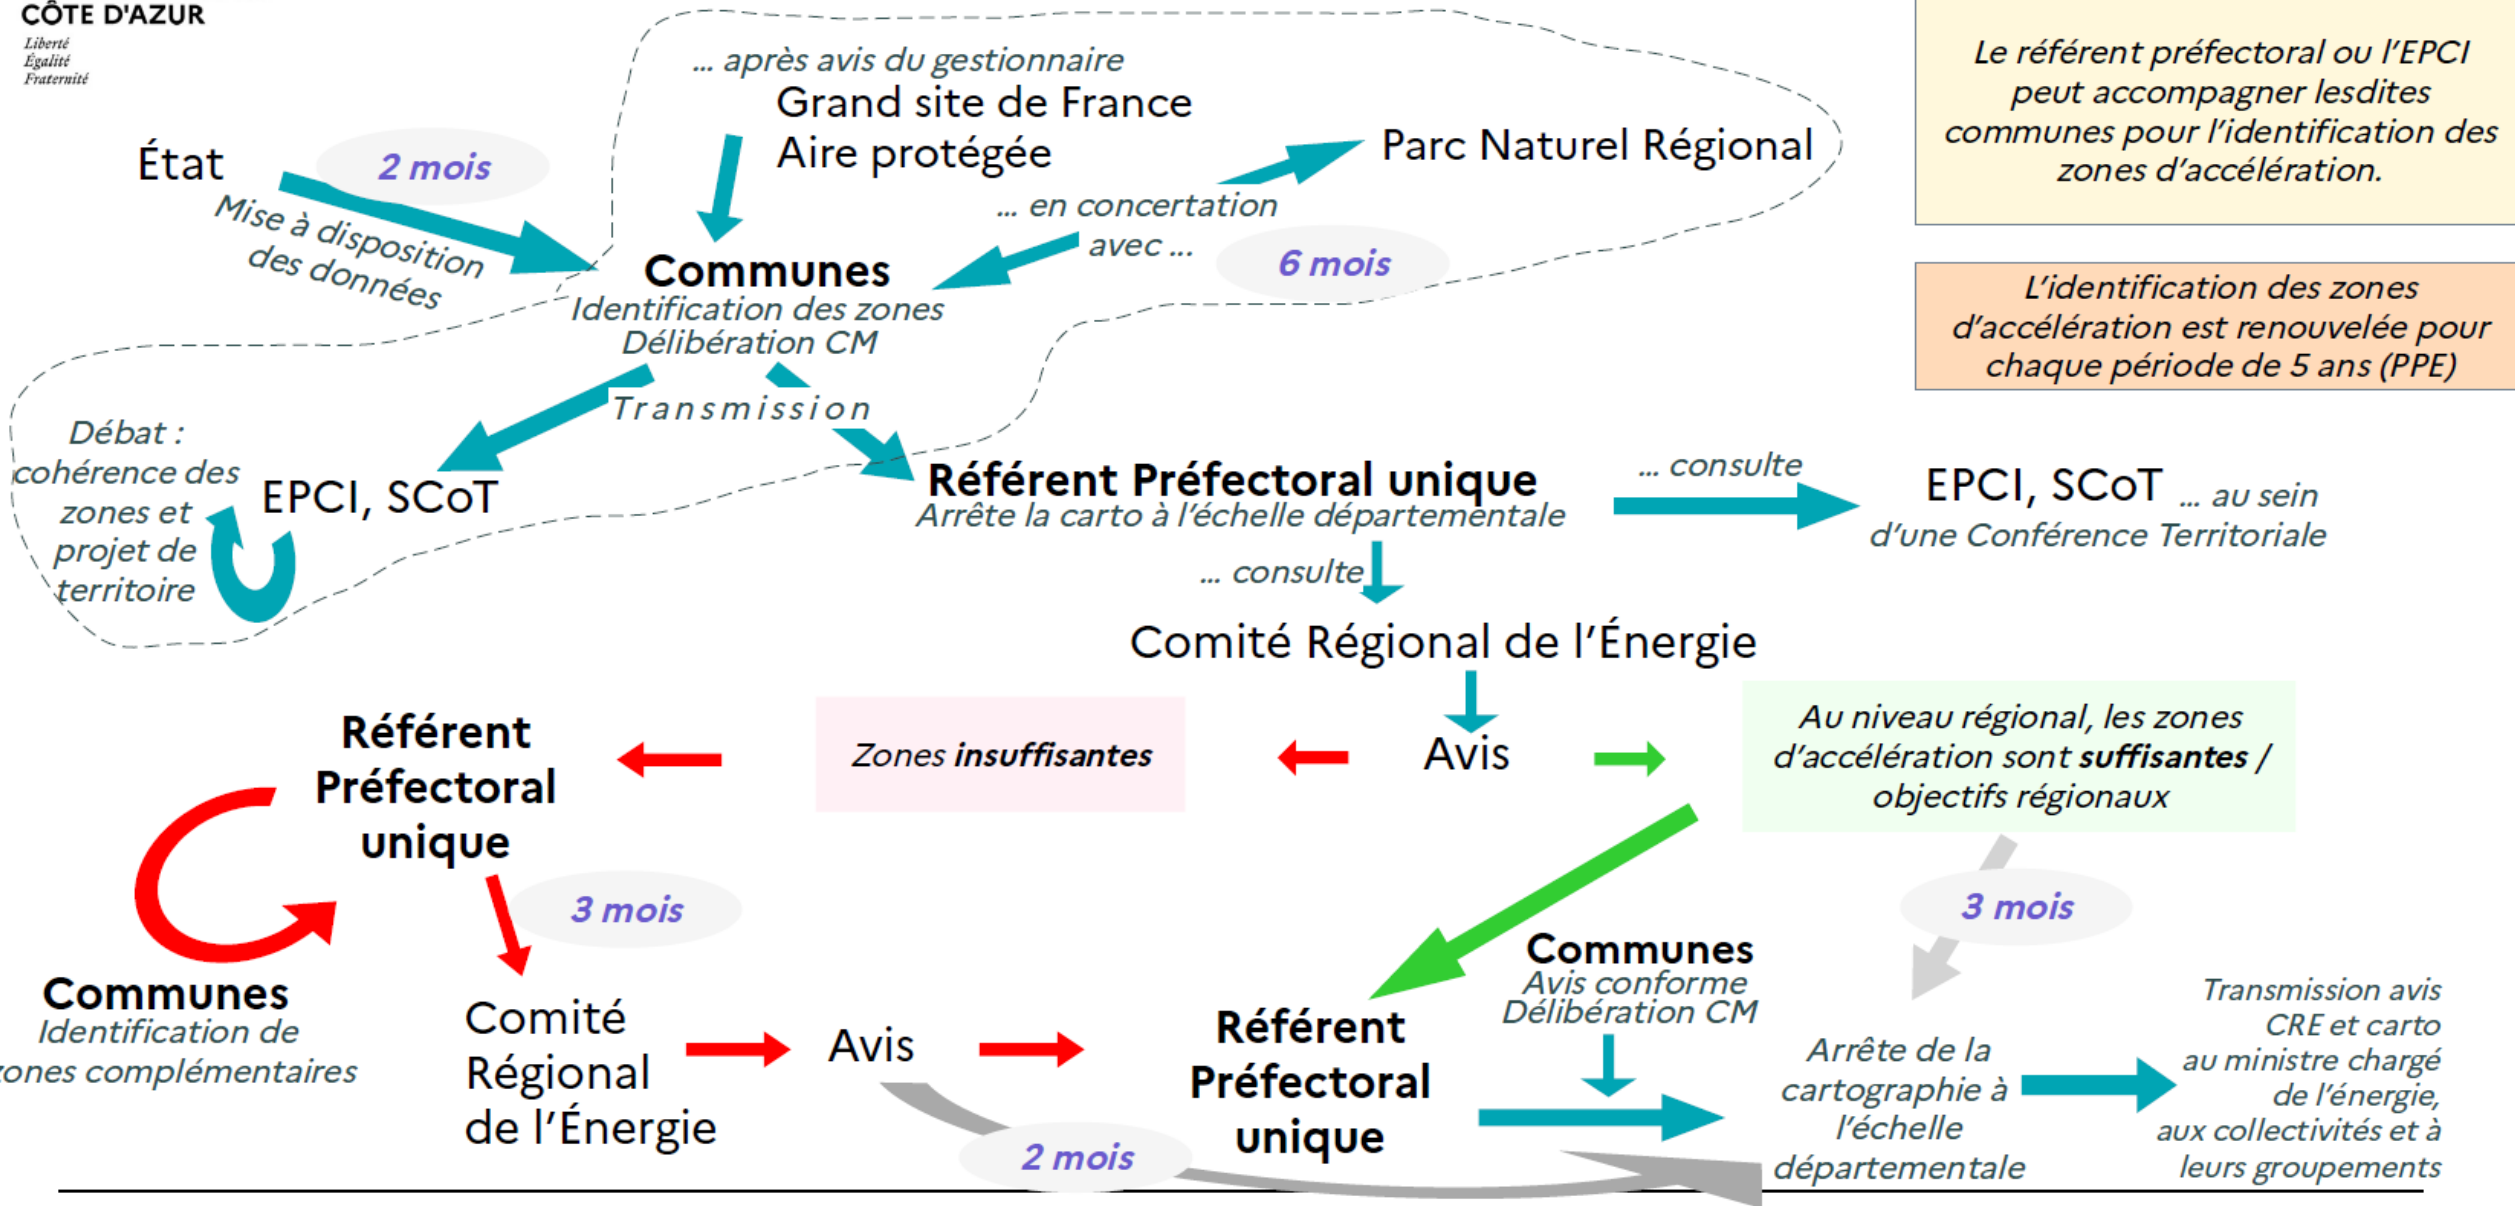 CÔTE D'AZUR
Liberté
Égalité
Fraternité
... après avis du gestionnaire
Grand site de France
Aire protégée
État
2 mois
Mise à disposition
des données
Parc Naturel Régional
... en concertation
avec ...
6 mois
Communes
Identification des zones
Délibération CM
Transmission
Le référent préfectoral ou l'EPCI
peut accompagner lesdites
communes pour l'identification des
zones d'accélération.
L'identification des zones
d'accélération est renouvelée pour
chaque période de 5 ans (PPE)
Débat :
cohérence des
zones et
projet de
territoire
EPCI, SCoT
Référent Préfectoral unique
Arrête la carto à l'échelle départementale
... consulte
EPCI, SCoT ... au sein
d'une Conférence Territoriale
... consulte
Comité Régional de l'Énergie
Avis
Zones insuffisantes
Au niveau régional, les zones
d'accélération sont suffisantes /
objectifs régionaux
Référent
Préfectoral
unique
3 mois
Communes
Identification de
zones complémentaires
Comité
Régional
de l'Énergie
Avis
2 mois
Référent
Préfectoral
unique
Communes
Avis conforme
Délibération CM
3 mois
Arrête de la
cartographie à
l'échelle
départementale
Transmission avis
CRE et carto
au ministre chargé
de l'énergie,
aux collectivités et à
leurs groupements